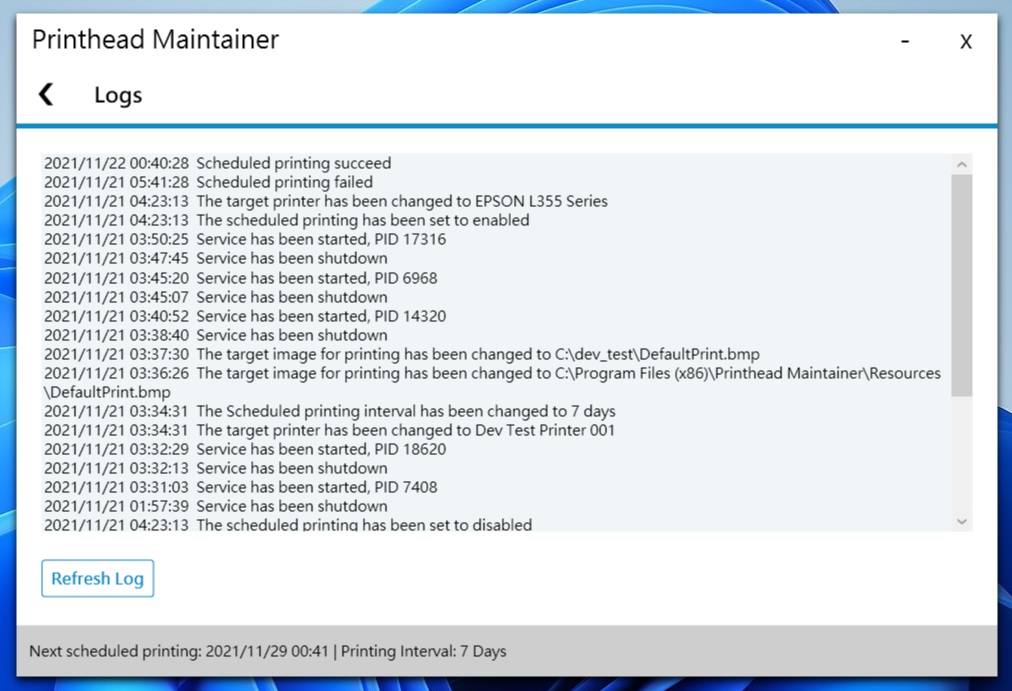 Printhead Maintainer
- X
Logs
2021/11/22 00:40:28 Scheduled printing succeed
2021/11/21 05:41:28 Scheduled printing failed
2021/11/21 04:23:13 The target printer has been changed to EPSON L355 Series
2021/11/21 04:23:13 The scheduled printing has been set to enabled
2021/11/21 03:50:25 Service has been started, PID 17316
2021/11/21 03:47:45 Service has been shutdown
2021/11/21 03:45:20 Service has been started, PID 6968
2021/11/21 03:45:07 Service has been shutdown
2021/11/21 03:40:52 Service has been started, PID 14320
2021/11/21 03:38:40 Service has been shutdown
2021/11/21 03:37:30 The target image for printing has been changed to C:\dev_test\DefaultPrint.bmp
2021/11/21 03:36:26 The target image for printing has been changed to C:\Program Files (x86)\Printhead Maintainer\Resources
\DefaultPrint.bmp
2021/11/21 03:34:31 The Scheduled printing interval has been changed to 7 days
2021/11/21 03:34:31 The target printer has been changed to Dev Test Printer 001
2021/11/21 03:32:29 Service has been started, PID 18620
2021/11/21 03:32:13 Service has been shutdown
2021/11/21 03:31:03 Service has been started, PID 7408
2021/11/21 01:57:39 Service has been shutdown
2021/11/21 04:23:13 The scheduled printing has been set to disabled
Refresh Log
Next scheduled printing: 2021/11/29 00:41 | Printing Interval: 7 Days